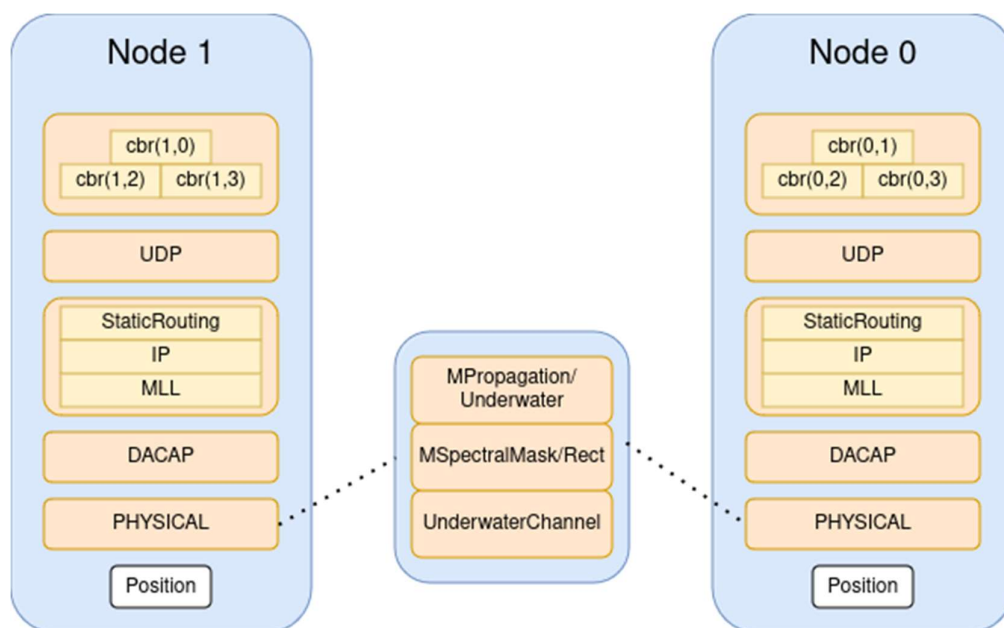 Node 1
cbr(1,0)
cbr(1,2)
cbr(1,3)
UDP
StaticRouting
IP
MLL
DACAP
PHYSICAL
Position
MPropagation/
Underwater
MSpectralMask/Rect
UnderwaterChannel
Node 0
cbr(0,1)
cbr(0,2)
cbr(0,3)
UDP
StaticRouting
IP
MLL
DACAP
PHYSICAL
Position